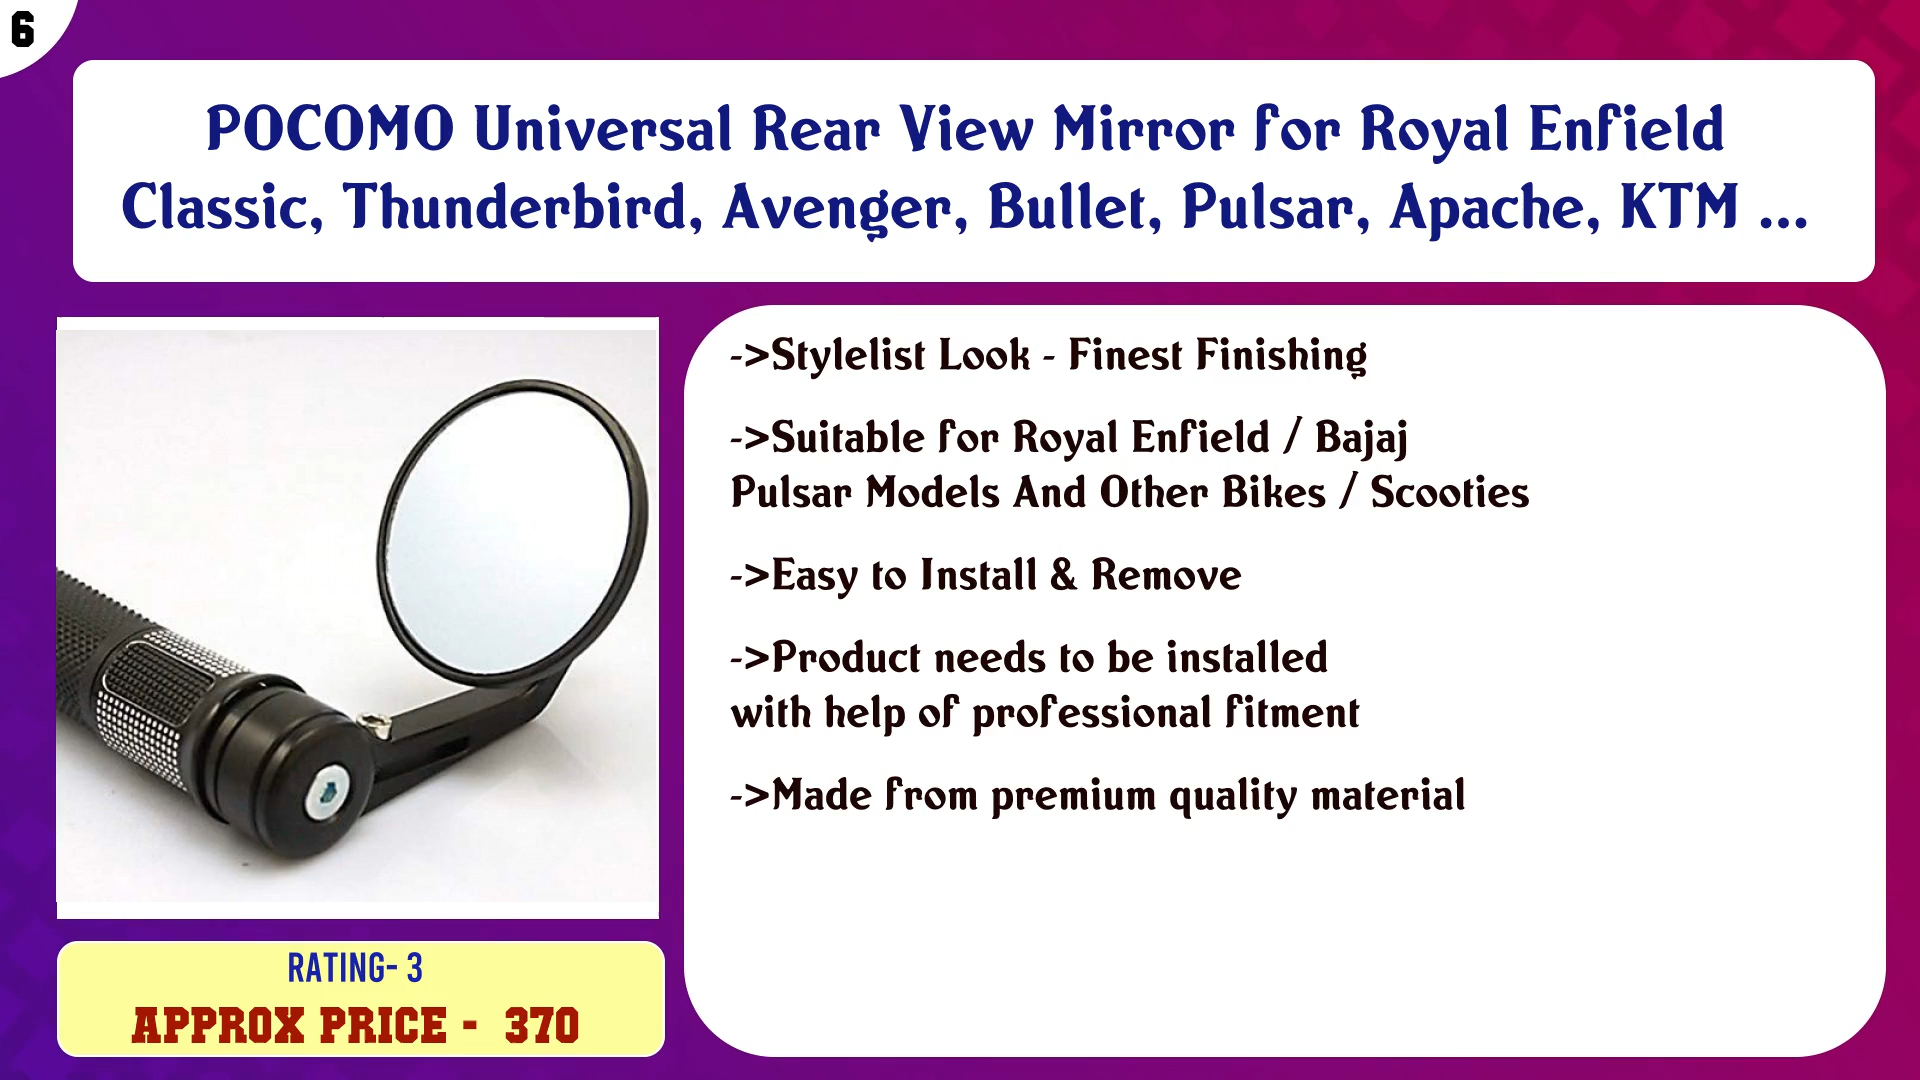 6
POCOMO Universal Rear View Mirror for Royal Enfield
Classic, Thunderbird, Avenger, Bullet, Pulsar, Apache, KTM ...
->Stylelist Look - Finest Finishing
->Suitable for Royal Enfield / Bajaj
Pulsar Models And Other Bikes / Scooties
->Easy to Install & Remove
->Product needs to be installed
with help of professional fitment
->Made from premium quality material
RATING- 3
APPROX PRICE - 370